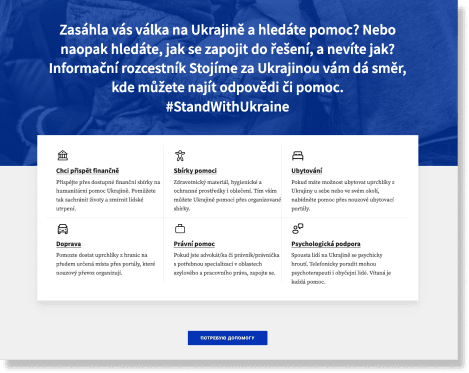 Zasáhla vás válka na Ukrajině a hledáte pomoc? Nebo
naopak hledáte, jak se zapojit do řešení, a nevíte jak?
Informační rozcestník Stojíme za Ukrajinou vám dá směr,
kde můžete najít odpovědi či pomoc.
#StandWithUkraine
Chci přispět finančně
Přispějte přes dostupné finanční sbírky na
humanitární pomoc Ukrajině. Pomůžete
tak zachránit životy a zmírnit lidské
utrpení.
Sbírky pomoci
Zdravotnický materiál, hygienické a
ochranné prostředky i oblečení. Tím vším
můžete Ukrajině pomoci přes organizované
sbírky.
Ubytování
Pokud máte možnost ubytovat uprchlíky z
Ukrajiny u sebe nebo ve svém okolí,
nabídněte pomoc přes nouzové ubytovací
portály.
Doprava
Pomozte dostat uprchlíky z hranic na
předem určená místa přes portály, které
nouzový převoz organizují.
Právní pomoc
Pokud jste advokát/ka či právník/právnička
s potřebnou specializací v oblastech
azylového a pracovního práva, zapojte se.
Psychologická podpora
Spousta lidí na Ukrajině se psychicky
hroutí. Telefonicky poradit mohou
psychoterapeuti i obyčejní lidé. Vítaná je
každá pomoc.
ПОТРЕБУЮ ДОПОМОГУ